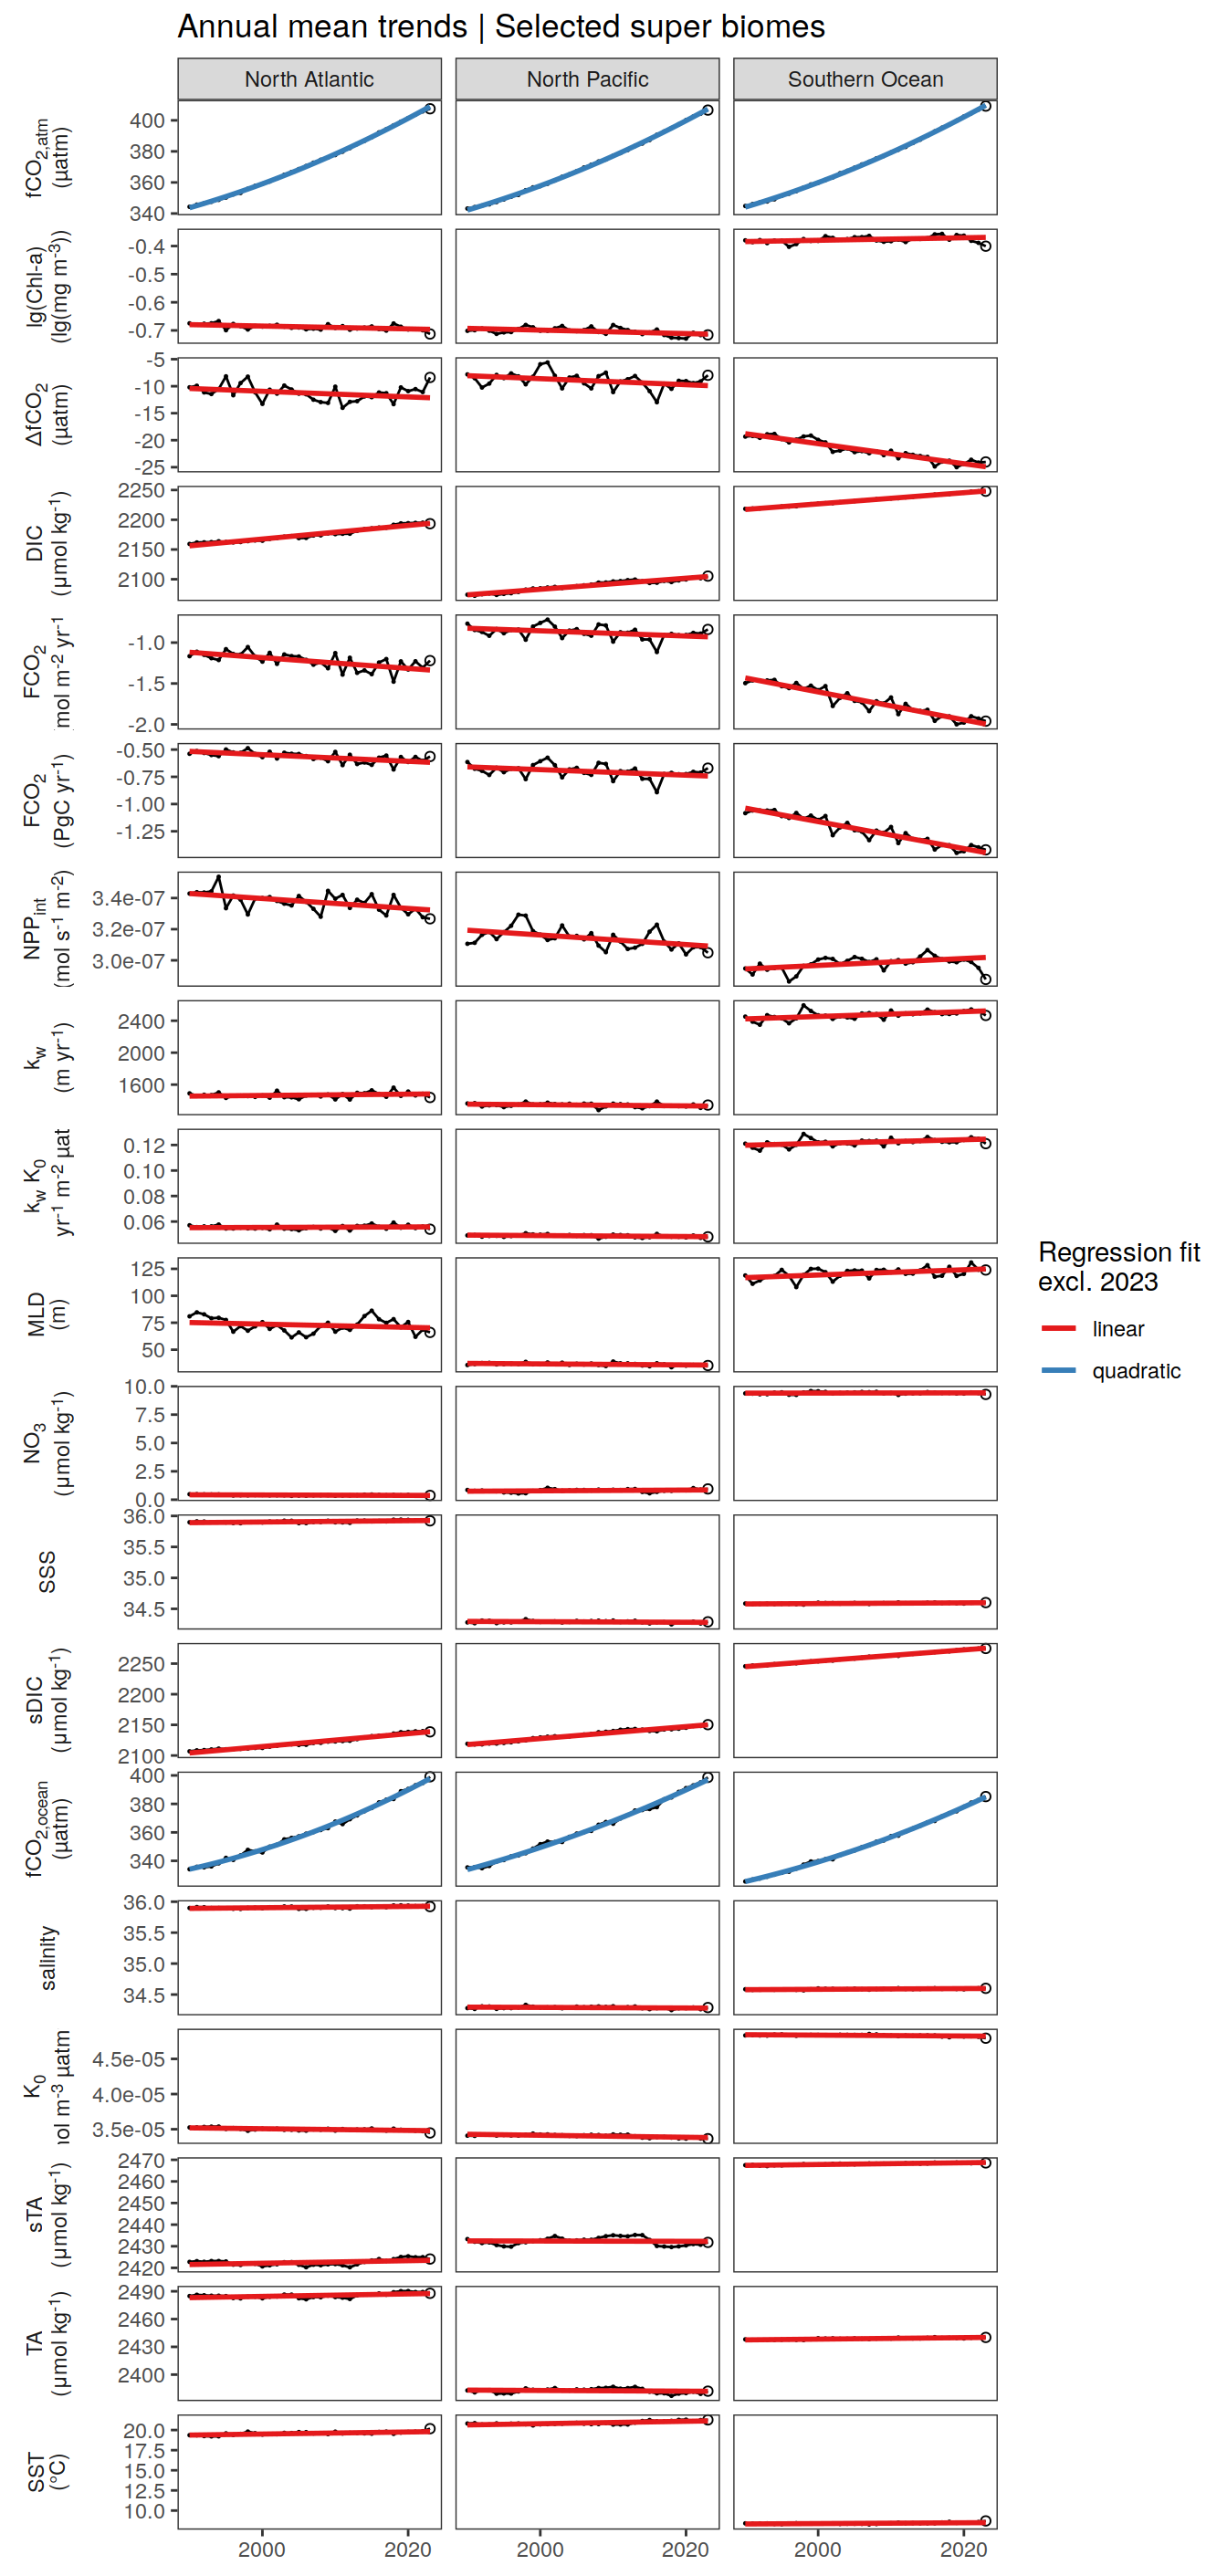 Annual mean trends | Selected super biomes
North Atlantic
North Pacific
Southern Ocean
fCO2,atm
(µatm)
400
380
360
340
lg(Chl-a)
(lg(mg m-3))
-0.4
-0.5
-0.6
-0.7
ΔfCO2
(µatm)
-5
-10
-15
-20
-25
DIC
(µmol kg-1)
2250
2200
2150
2100
FCO2
mol m-2 yr-1
-1.0
-1.5
-2.0
FCO2
(PgC yr-1)
-0.50
-0.75
-1.00
-1.25
NPPint
(mol s-1 m-2)
3.4e-07
3.2e-07
3.0e-07
kw
(m yr-1)
2400
2000
1600
kw K0
yr-1 m-2 µat
0.12
0.10
0.08
0.06
MLD
(m)
125
100
75
50
NO3
(µmol kg-1)
10.0
7.5
5.0
2.5
0.0
SSS
36.0
35.5
35.0
34.5
sDIC
(µmol kg-1)
2250
2200
2150
2100
fCO2,ocean
(µatm)
400
380
360
340
salinity
36.0
35.5
35.0
34.5
K0
m-3 µatm
4.5e-05
4.0e-05
3.5e-05
sTA
(µmol kg-1)
2470
2460
2450
2440
2430
2420
TA
(µmol kg-1)
2490
2460
2430
2400
SST
(°C)
20.0
17.5
15.0
12.5
10.0
2000
2020
2000
2020
2000
2020
Regression fit
excl. 2023
linear
quadratic